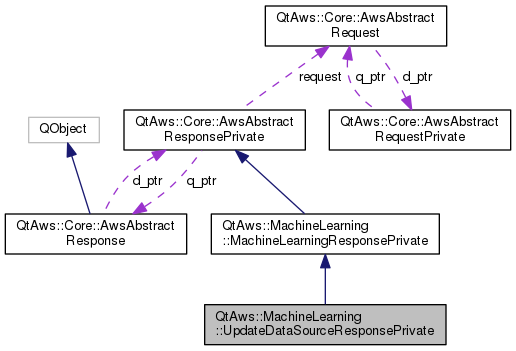 QtAws::Core::AwsAbstract
Request
request
q_ptr
d_ptr
QObject
QtAws::Core::AwsAbstract
ResponsePrivate
QtAws::Core::AwsAbstract
RequestPrivate
d_ptr
q_ptr
QtAws::Core::AwsAbstract
Response
QtAws::MachineLearning
::MachineLearningResponsePrivate
QtAws::MachineLearning
::UpdateDataSourceResponsePrivate